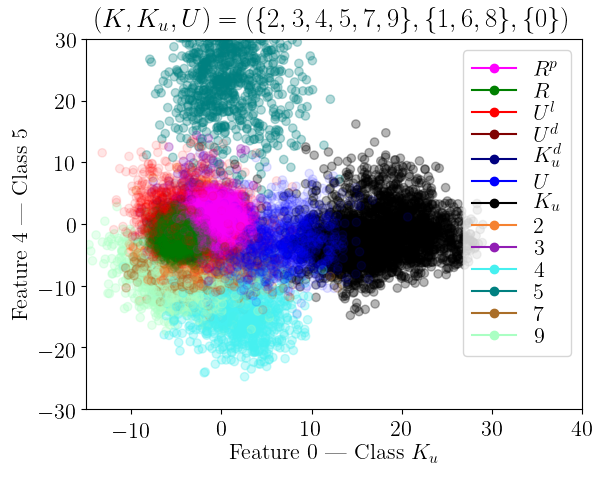 (K, K_u, U) = ({2, 3, 4, 5, 7, 9}, {1, 6, 8}, {0})
30
20
10
0
−10
−20
−30
Feature 4 — Class 5
R^p
R
U^l
U^d
K_u^d
U
K_u
2
3
4
5
7
9
−10
0
10
20
30
40
Feature 0 — Class K_u